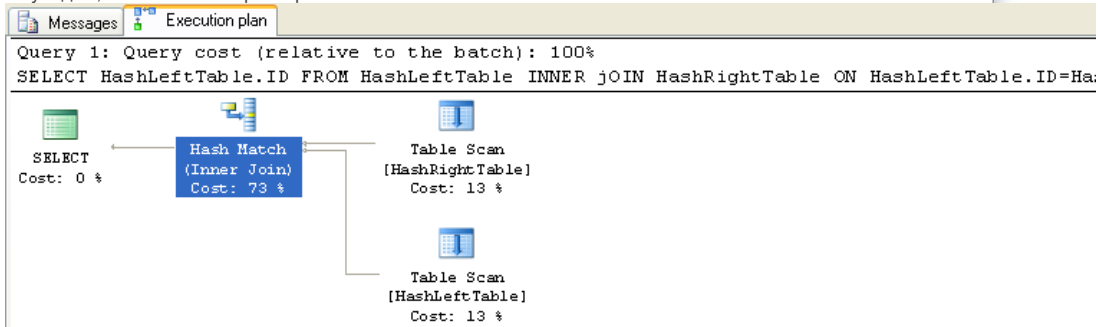 Messages
Execution plan
Query 1: Query cost (relative to the batch): 100%
SELECT HashLeftTable.ID FROM HashLeftTable INNER jOIN HashRightTable ON HashLeftTable.ID=Has
SELECT
Cost: 0 %
Hash Match
(Inner Join)
Cost: 73 %
Table Scan
[HashRightTable]
Cost: 13 %
Table Scan
[HashLeftTable]
Cost: 13 %